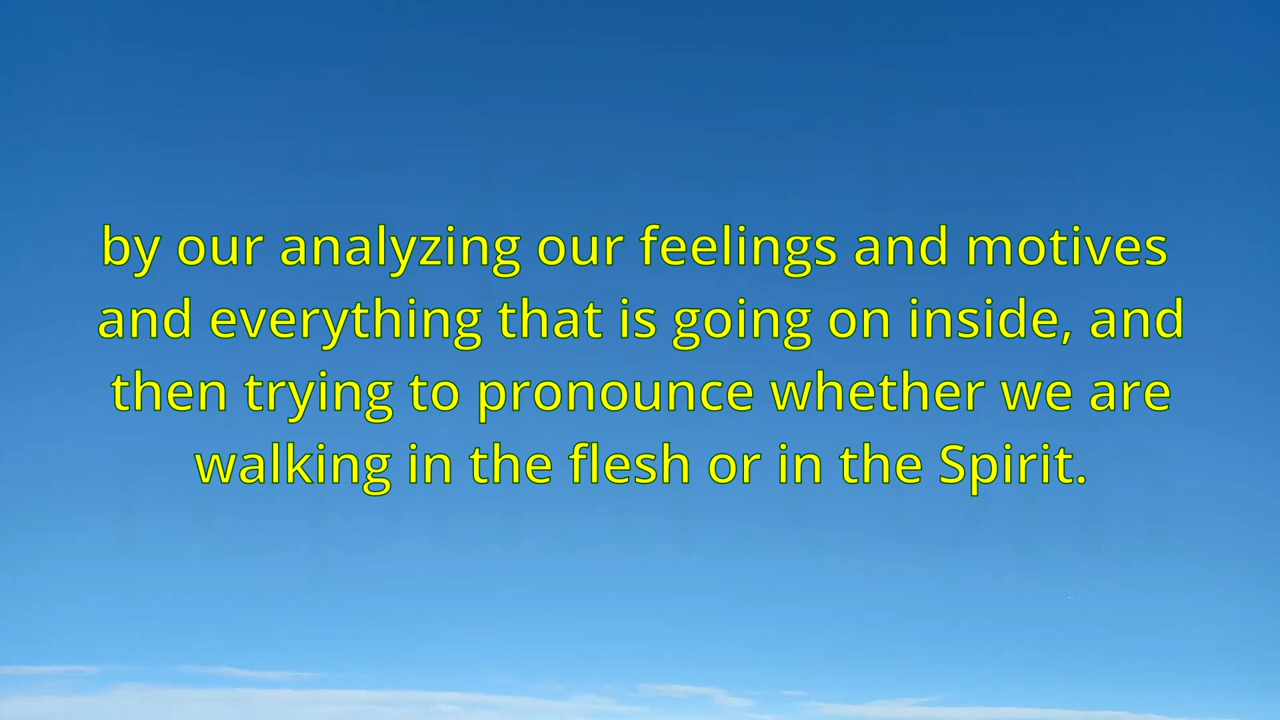 by our analyzing our feelings and motives
and everything that is going on inside, and
then trying to pronounce whether we are
walking in the flesh or in the Spirit.